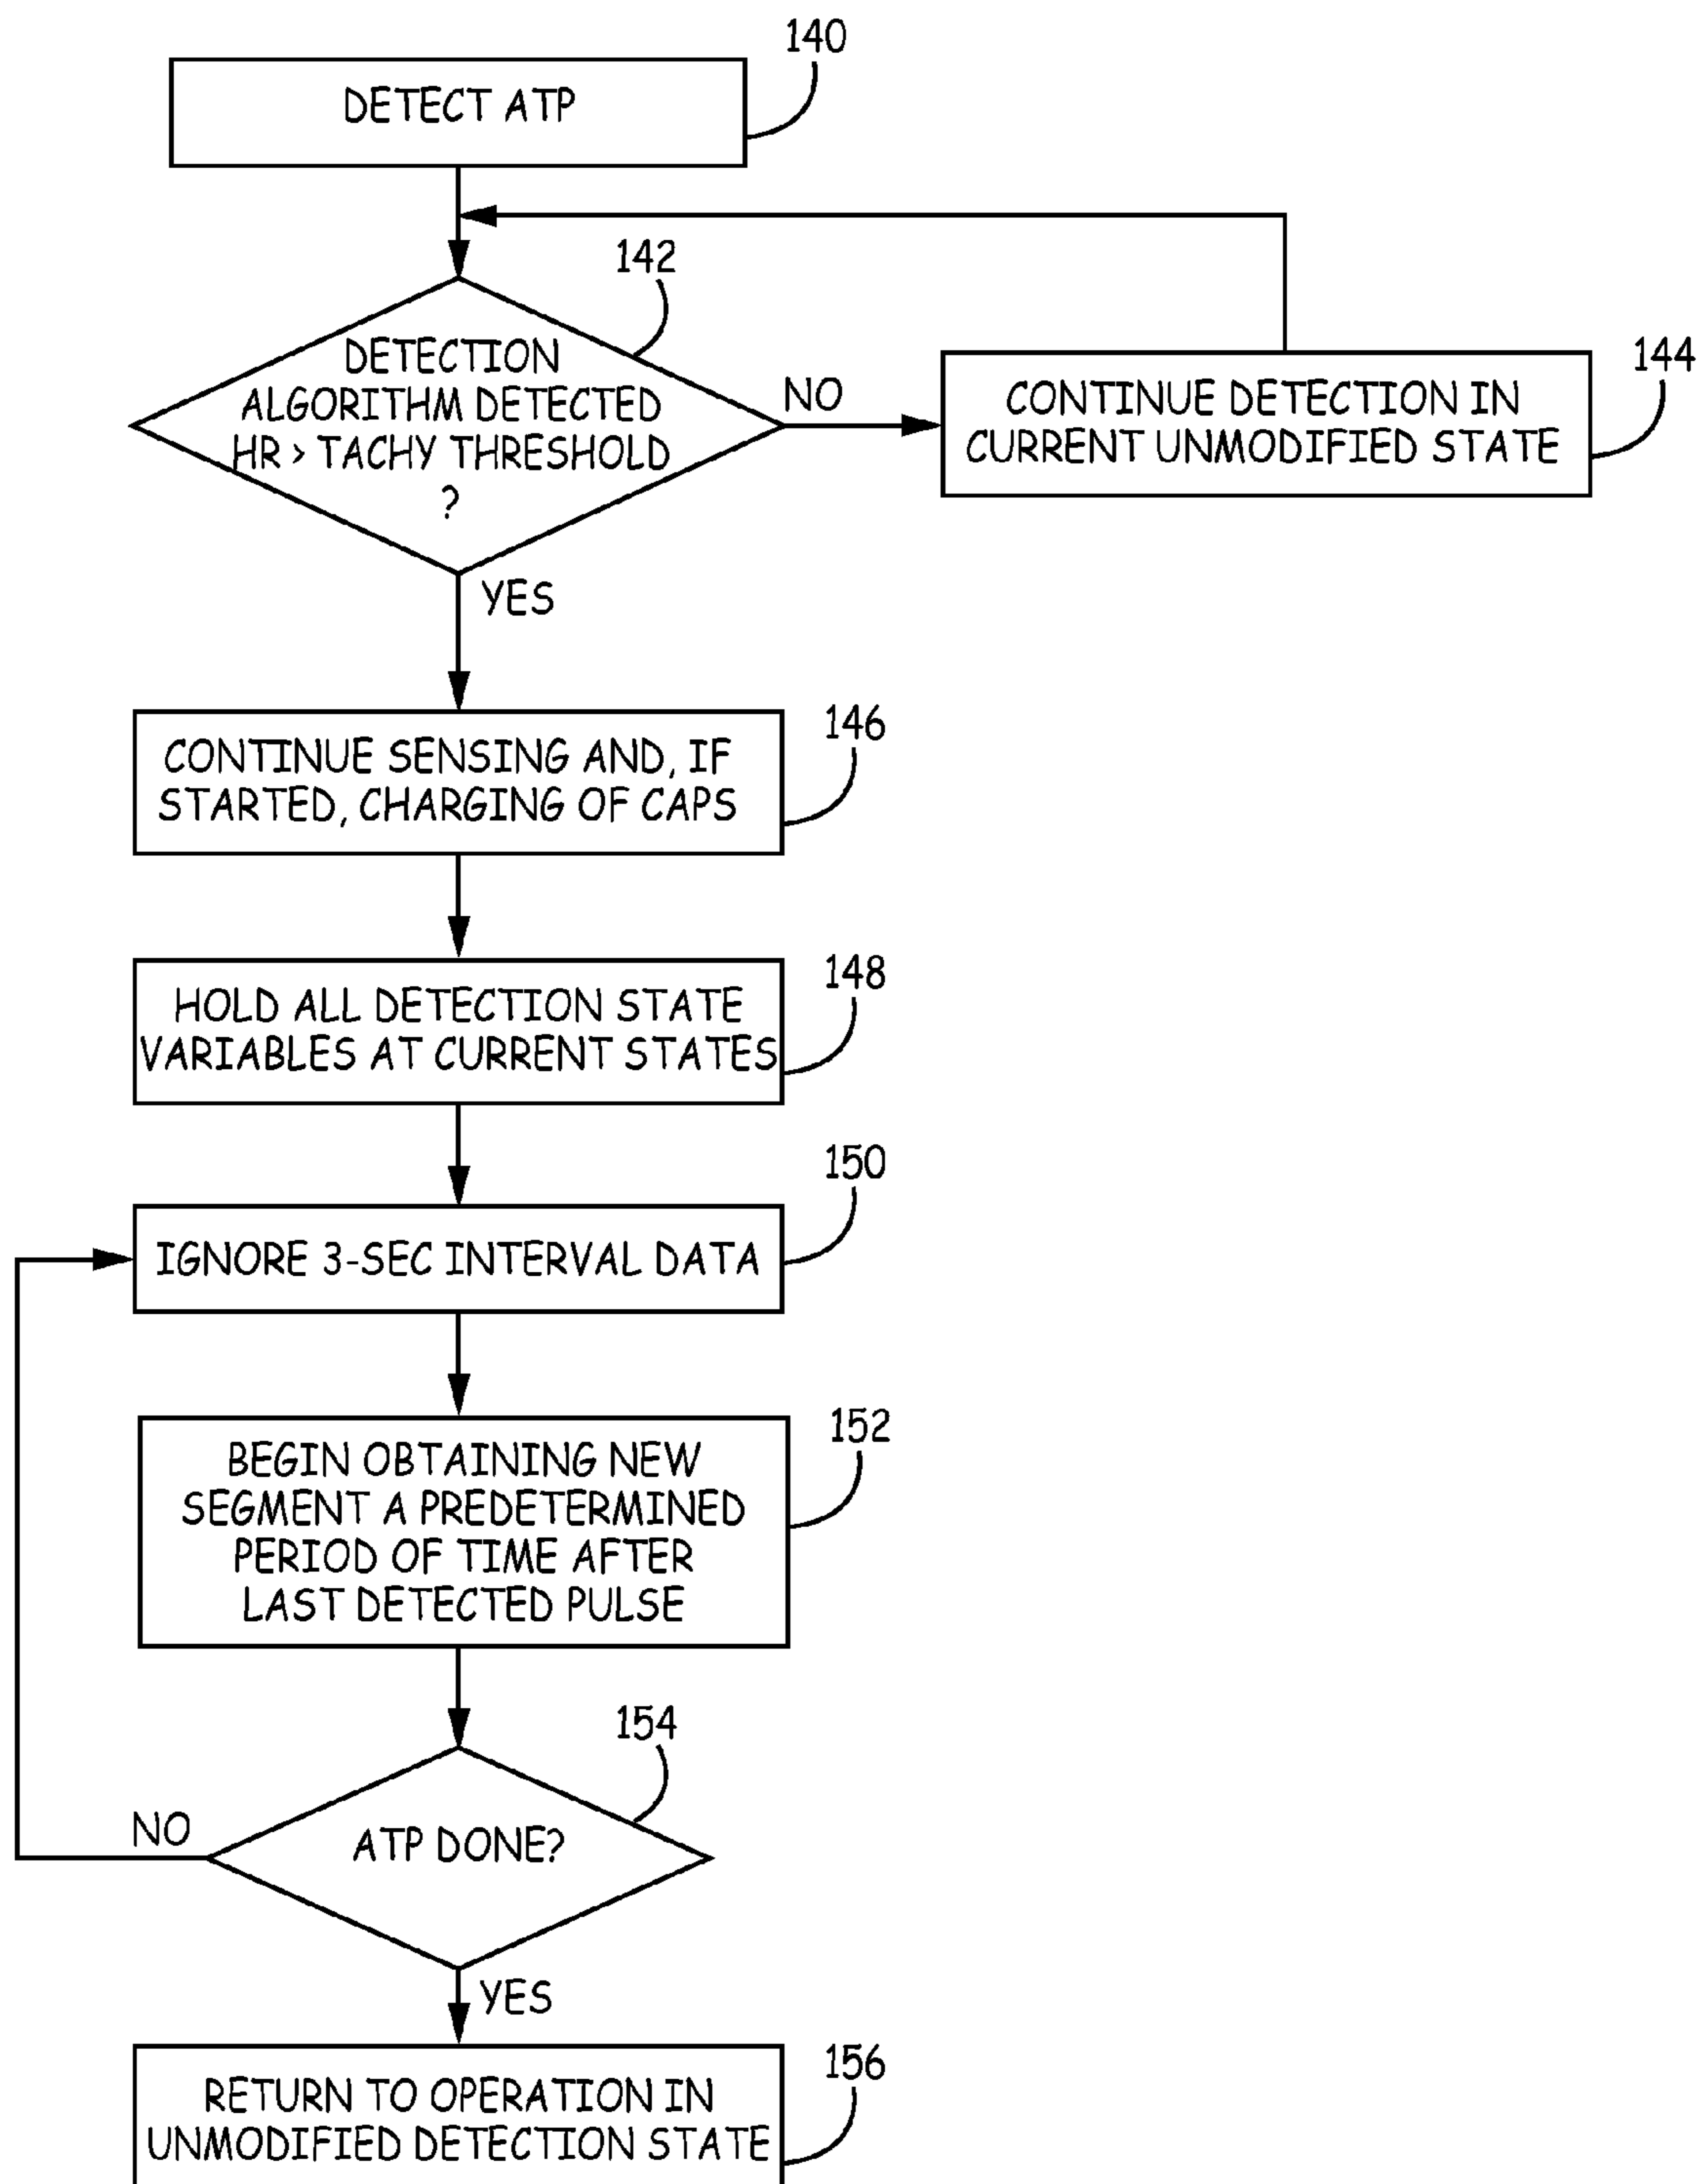 140
DETECT ATP
142
DETECTION
ALGORITHM DETECTED
HR > TACHY THRESHOLD
?
NO
144
CONTINUE DETECTION IN
CURRENT UNMODIFIED STATE
YES
146
CONTINUE SENSING AND, IF
STARTED, CHARGING OF CAPS
148
HOLD ALL DETECTION STATE
VARIABLES AT CURRENT STATES
150
IGNORE 3-SEC INTERVAL DATA
152
BEGIN OBTAINING NEW
SEGMENT A PREDETERMINED
PERIOD OF TIME AFTER
LAST DETECTED PULSE
154
ATP DONE?
NO
YES
156
RETURN TO OPERATION IN
UNMODIFIED DETECTION STATE